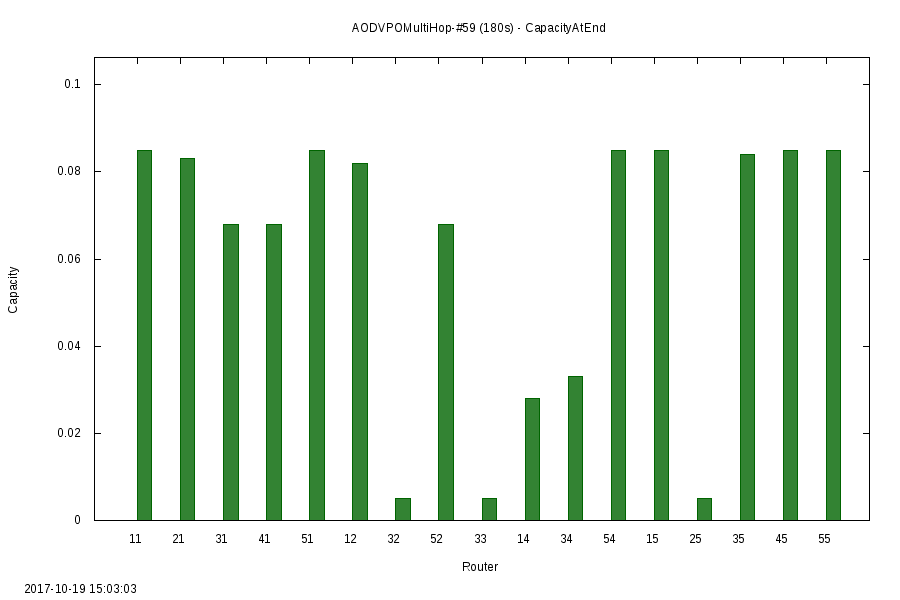 AODVPOMultiHop-#59 (180s) - CapacityAtEnd
0.1
0.08
0.06
0.04
0.02
0
Capacity
11 21 31 41 51 12 32 52 33 14 34 54 15 25 35 45 55
Router
2017-10-19 15:03:03